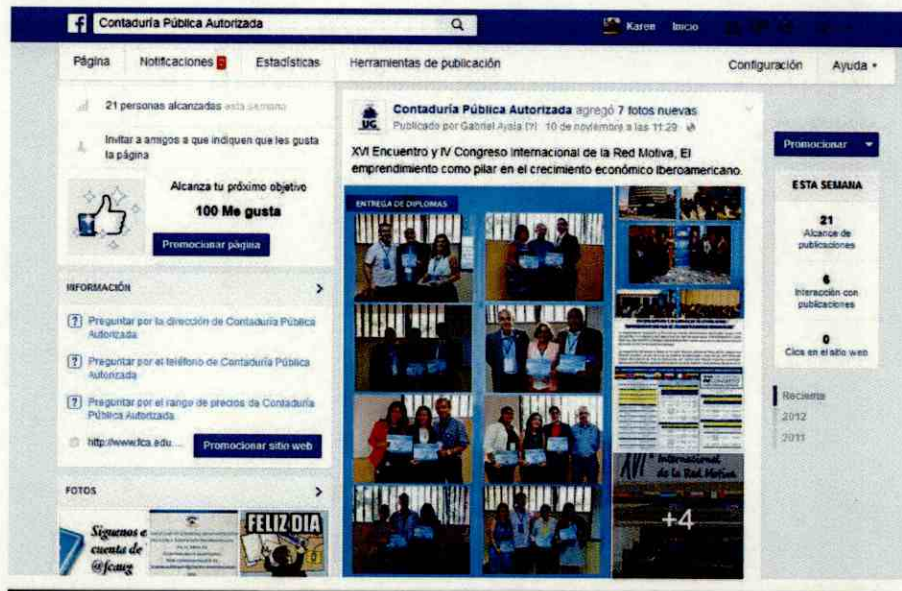 Contaduría Pública Autorizada
Karen Inicio
Página Notificaciones Estadísticas Herramientas de publicación Configuración Ayuda
21 personas alcanzadas esta semana
Invitar a amigos a que indiquen que les gusta
la página
Alcanza tu próximo objetivo
100 Me gusta
Promocionar página
INFORMACIÓN
Preguntar por la dirección de Contaduría Pública
Autorizada
Preguntar por el teléfono de Contaduría Pública
Autorizada
Preguntar por el rango de precios de Contaduría
Pública Autorizada
http://www.fca.edu...
Promocionar sitio web
FOTOS
Siguenos e
cuenta de
@fcaug
FELIZ DIA
UG
Contaduría Pública Autorizada agregó 7 fotos nuevas
Publicado por Gabriel Ayala [?] 10 de noviembre a las 11:29
XVI Encuentro y IV Congreso Internacional de la Red Motiva, El
emprendimiento como pilar en el crecimiento económico Iberoamericano.
ENTREGA DE DIPLOMAS
XVI Internacional
de la Red Motiva
+4
Promocionar
ESTA SEMANA
21
Alcance de
publicaciones
6
Interacción con
publicaciones
0
Clics en el sitio web
Reciente
2012
2011